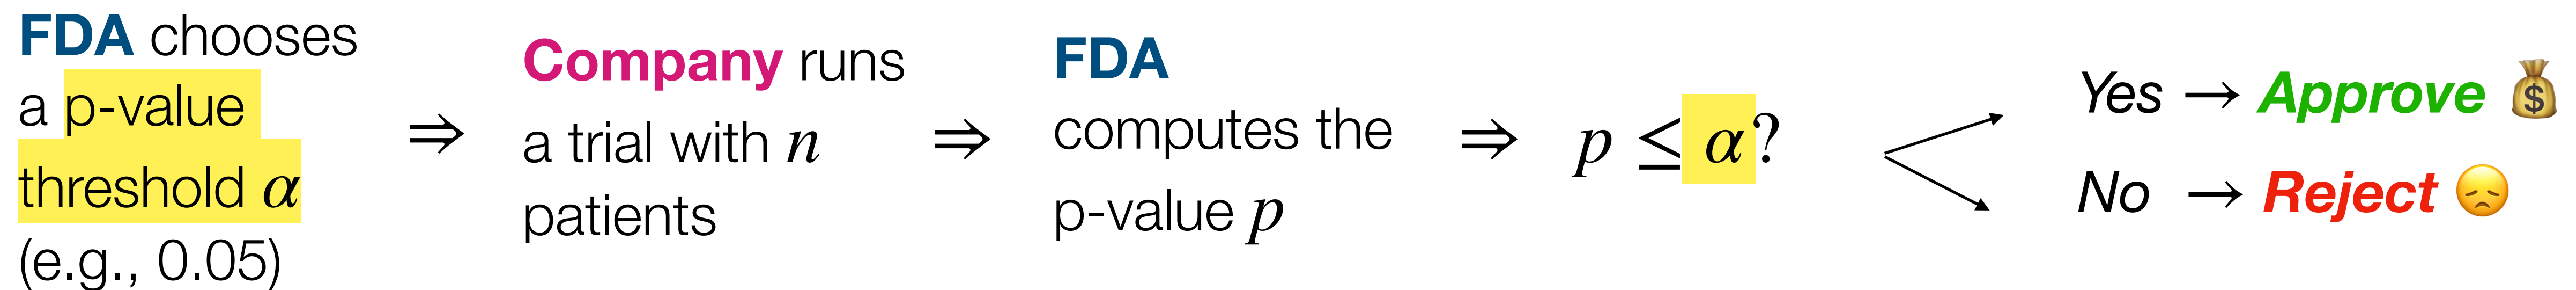 FDA chooses
a p-value
threshold α
(e.g., 0.05)
⇒
Company runs
a trial with n
patients
⇒
FDA
computes the
p-value p
⇒
p ≤ α?
Yes → Approve 💰
No → Reject 😞